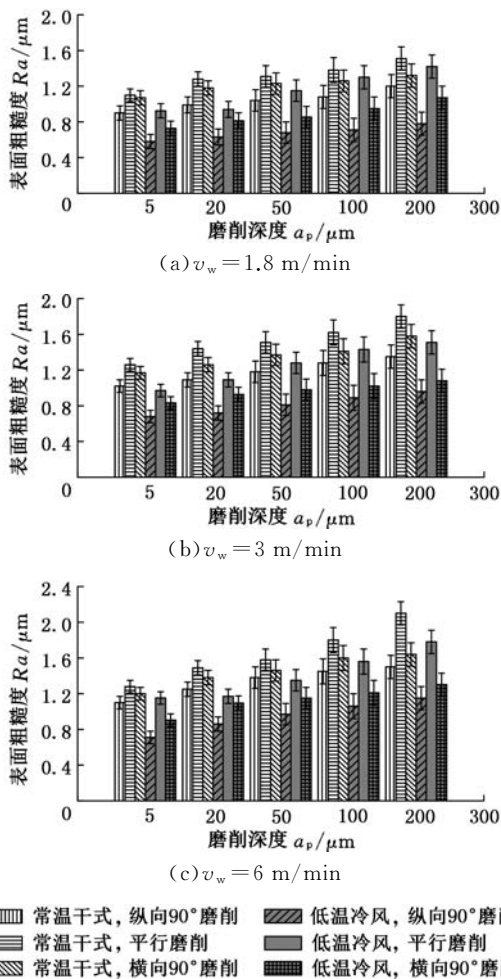 2.0
1.6
1.2
0.8
0.4
0
表面粗糙度 Ra/μm
5 20 50 100 200 300
磨削深度 ap/μm
(a)vw=1.8 m/min
2.0
1.6
1.2
0.8
0.4
0
表面粗糙度 Ra/μm
5 20 50 100 200 300
磨削深度 ap/μm
(b)vw=3 m/min
2.4
2.0
1.6
1.2
0.8
0.4
0
表面粗糙度 Ra/μm
5 20 50 100 200 300
磨削深度 ap/μm
(c)vw=6 m/min
常温干式,纵向90°磨削 低温冷风,纵向90°磨
常温干式,平行磨削 低温冷风,平行磨削
常温干式,横向90°磨削 低温冷风,横向90°磨